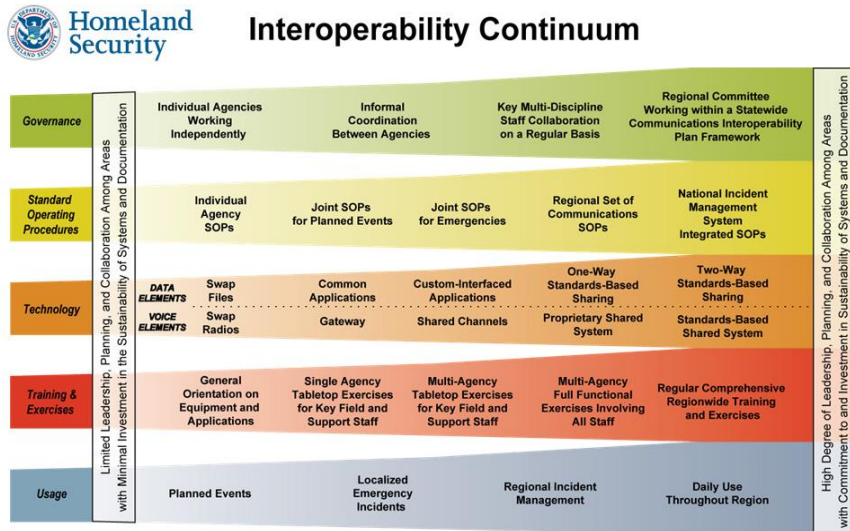 U.S. DEPARTMENT OF HOMELAND SECURITY
Homeland
Security
Interoperability Continuum
Limited Leadership, Planning, and Collaboration Among Areas
with Minimal Investment in the Sustainability of Systems and Documentation
Governance
Individual Agencies
Working
Independently
Informal
Coordination
Between Agencies
Key Multi-Discipline
Staff Collaboration
on a Regular Basis
Regional Committee
Working within a Statewide
Communications Interoperability
Plan Framework
Standard
Operating
Procedures
Individual
Agency
SOPs
Joint SOPs
for Planned Events
Joint SOPs
for Emergencies
Regional Set of
Communications
SOPs
National Incident
Management
System
Integrated SOPs
Technology
DATA
ELEMENTS
Swap
Files
Common
Applications
Custom-Interfaced
Applications
One-Way
Standards-Based
Sharing
Two-Way
Standards-Based
Sharing
VOICE
ELEMENTS
Swap
Radios
Gateway
Shared Channels
Proprietary Shared
System
Standards-Based
Shared System
Training &
Exercises
General
Orientation on
Equipment and
Applications
Single Agency
Tabletop Exercises
for Key Field and
Support Staff
Multi-Agency
Tabletop Exercises
for Key Field and
Support Staff
Multi-Agency
Full Functional
Exercises Involving
All Staff
Regular Comprehensive
Regionwide Training
and Exercises
Usage
Planned Events
Localized
Emergency
Incidents
Regional Incident
Management
Daily Use
Throughout Region
High Degree of Leadership, Planning, and Collaboration Among Areas
with Commitment to and Investment in Sustainability of Systems and Documentation